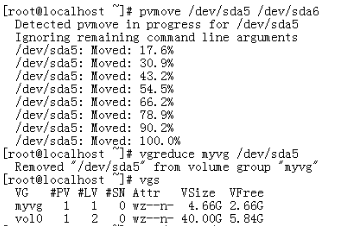 [root@localhost ~]# pvmove /dev/sda5 /dev/sda6
Detected pvmove in progress for /dev/sda5
Ignoring remaining command line arguments
/dev/sda5: Moved: 17.6%
/dev/sda5: Moved: 30.9%
/dev/sda5: Moved: 43.2%
/dev/sda5: Moved: 54.5%
/dev/sda5: Moved: 66.2%
/dev/sda5: Moved: 78.9%
/dev/sda5: Moved: 90.2%
/dev/sda5: Moved: 100.0%
[root@localhost ~]# vgreduce myvg /dev/sda5
Removed "/dev/sda5" from volume group "myvg"
[root@localhost ~]# vgs
VG #PV #LV #SN Attr VSize VFree
myvg 1 1 0 wz--n- 4.66G 2.66G
vol0 1 2 0 wz--n- 40.00G 5.84G